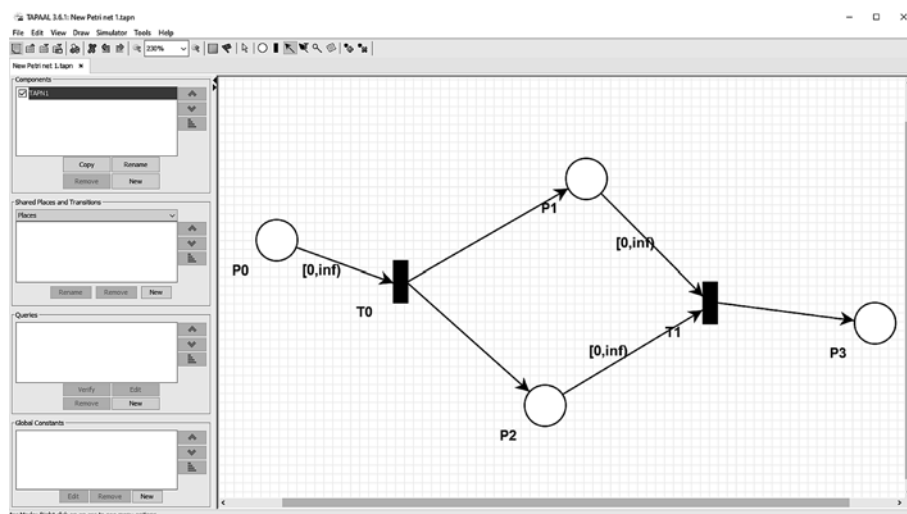 TAPAAL 3.6.1: New Petri net 1.tapn
File Edit View Draw Simulator Tools Help
230%
New Petri net 1.tapn
Components
TAPN1
Copy Rename
Remove New
Shared Places and Transitions
Places
Rename Remove New
Queries
Verify Edit
Remove New
Global Constants
Edit Remove New
P1
[0,inf)
P0
[0,inf)
T0
T1
[0,inf)
P3
P2